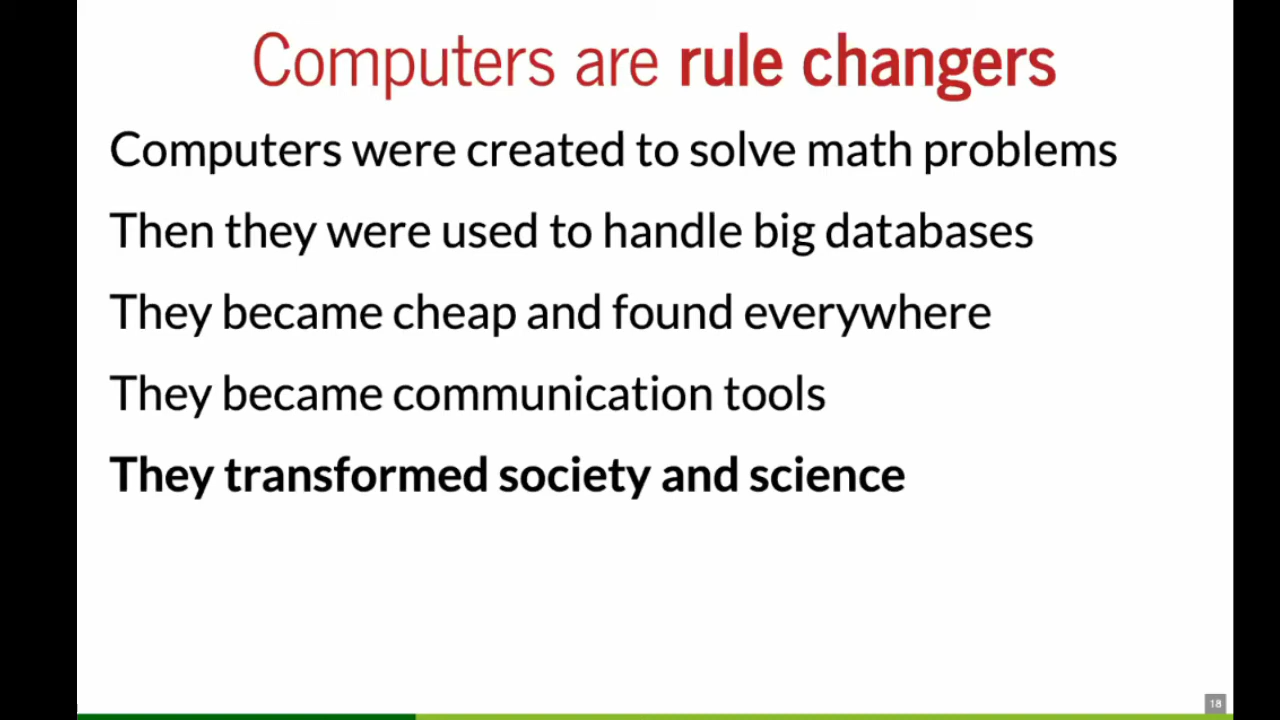 Computers are rule changers
Computers were created to solve math problems
Then they were used to handle big databases
They became cheap and found everywhere
They became communication tools
They transformed society and science
18